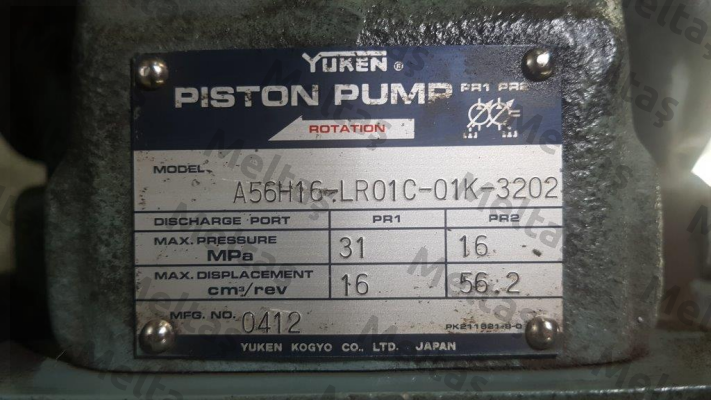 YUKEN ®
PISTON PUMP PR1 PR2
ROTATION
MODEL A56H16-LR01C-01K-3202
DISCHARGE PORT PR1 PR2
MAX. PRESSURE MPa 31 16
MAX. DISPLACEMENT cm³/rev 16 56.2
MFG. NO. 0412
YUKEN KOGYO CO., LTD. JAPAN
Meltaş